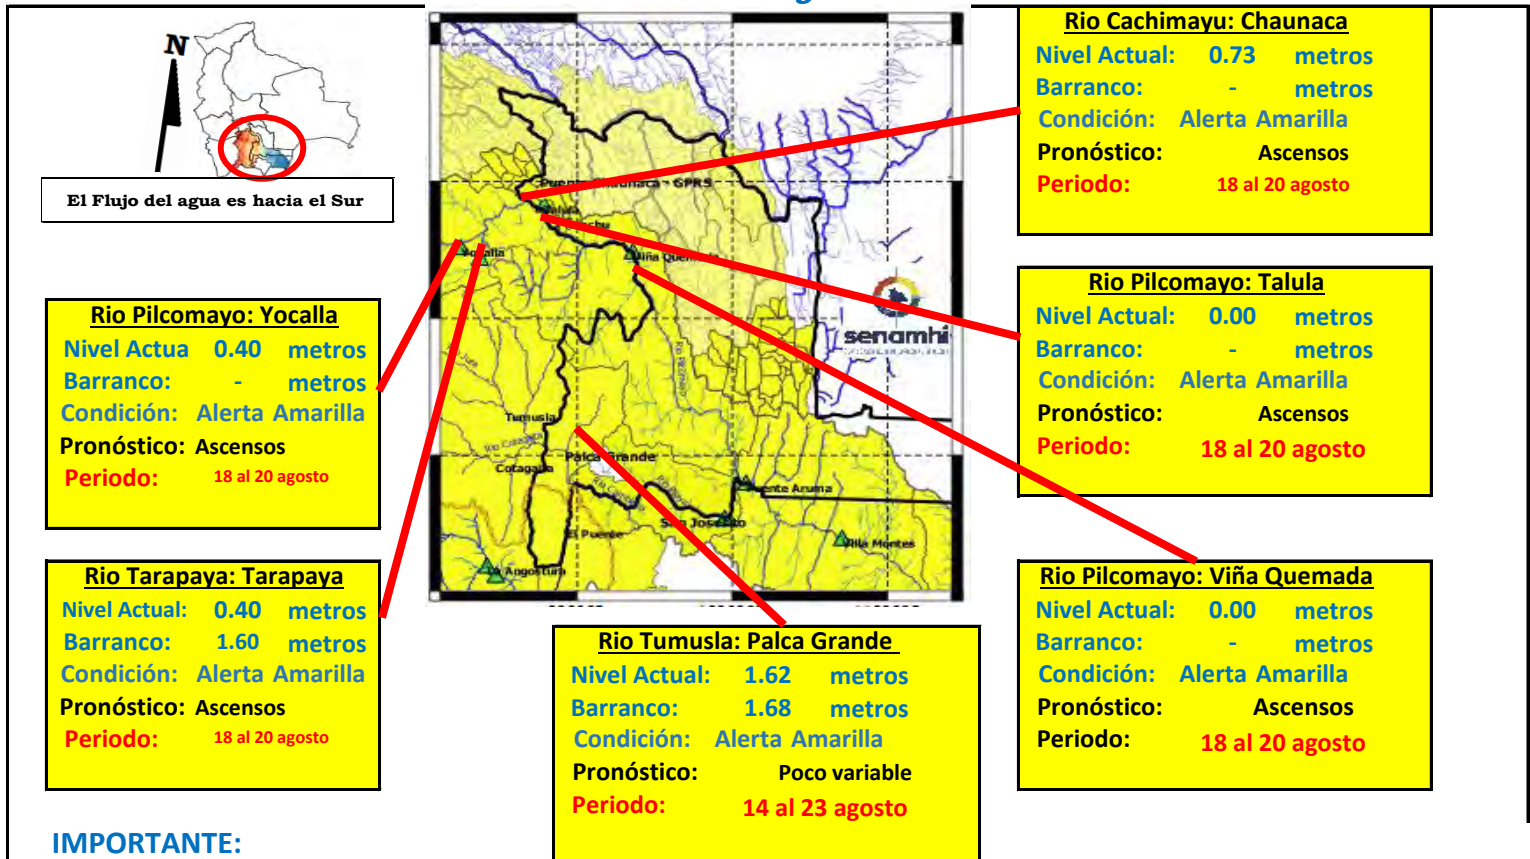 N
El Flujo del agua es hacia el Sur
Rio Cachimayu: Chaunaca
Nivel Actual: 0.73 metros
Barranco: - metros
Condición: Alerta Amarilla
Pronóstico: Ascensos
Periodo: 18 al 20 agosto
Rio Pilcomayo: Talula
Nivel Actual: 0.00 metros
Barranco: - metros
Condición: Alerta Amarilla
Pronóstico: Ascensos
Periodo: 18 al 20 agosto
Rio Pilcomayo: Yocalla
Nivel Actua 0.40 metros
Barranco: - metros
Condición: Alerta Amarilla
Pronóstico: Ascensos
Periodo: 18 al 20 agosto
Rio Tarapaya: Tarapaya
Nivel Actual: 0.40 metros
Barranco: 1.60 metros
Condición: Alerta Amarilla
Pronóstico: Ascensos
Periodo: 18 al 20 agosto
Chaunaca - GPRS
senamhi
Tumusla
Cotagaita
Palca Grande
El Puente
Villa Montes
Angostura
Rio Tumusla: Palca Grande
Nivel Actual: 1.62 metros
Barranco: 1.68 metros
Condición: Alerta Amarilla
Pronóstico: Poco variable
Periodo: 14 al 23 agosto
Rio Pilcomayo: Viña Quemada
Nivel Actual: 0.00 metros
Barranco: - metros
Condición: Alerta Amarilla
Pronóstico: Ascensos
Periodo: 18 al 20 agosto
IMPORTANTE: